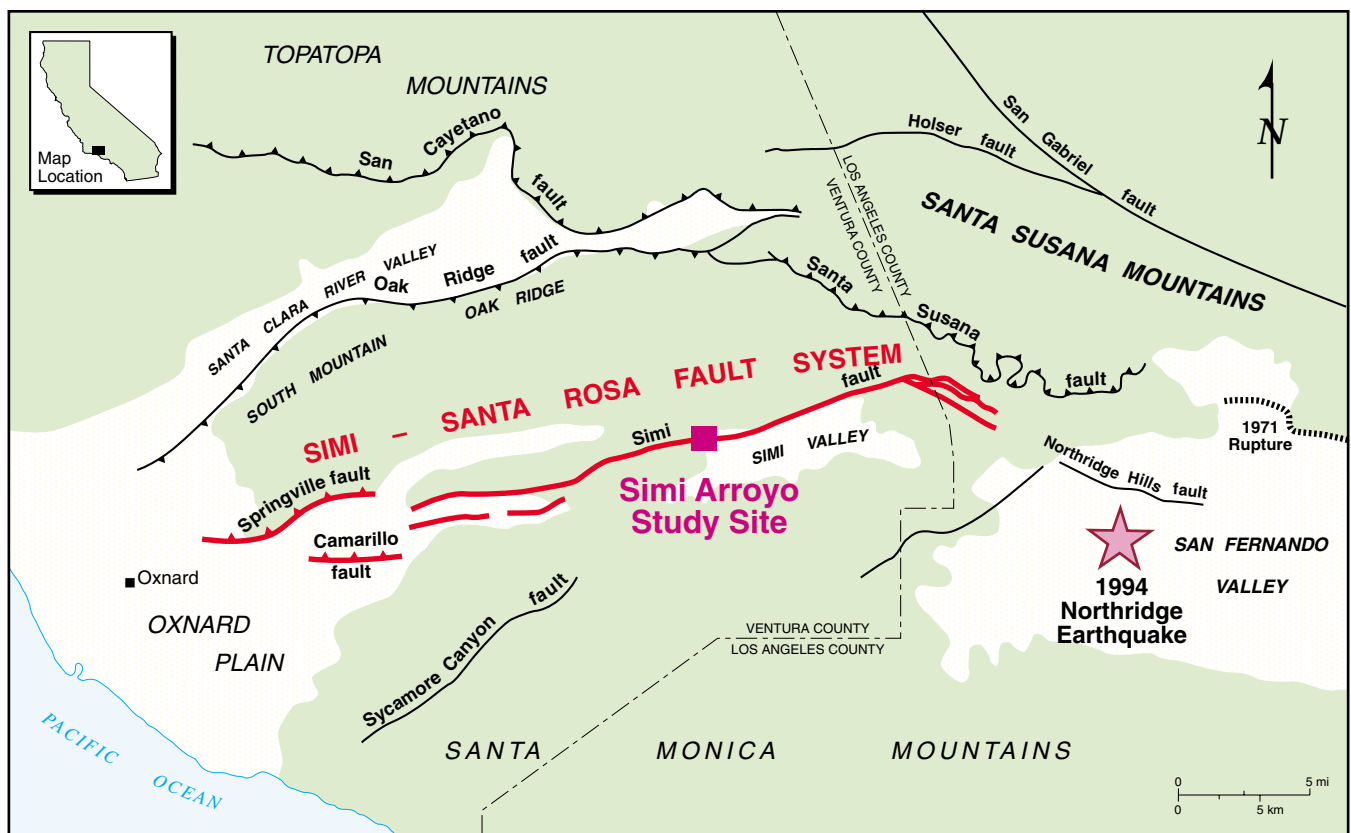 TOPATOPA
MOUNTAINS
Map
Location
San Cayetano
fault
Holser
fault
San Gabriel
fault
N
LOS ANGELES COUNTY
VENTURA COUNTY
SANTA SUSANA MOUNTAINS
SANTA CLARA RIVER VALLEY
Oak Ridge fault
OAK RIDGE
SOUTH MOUNTAIN
Santa Susana
fault
SIMI – SANTA ROSA FAULT SYSTEM
Simi fault
SIMI VALLEY
Springville fault
Simi Arroyo
Study Site
Camarillo
fault
1971
Rupture
Northridge Hills fault
Oxnard
OXNARD
PLAIN
SAN FERNANDO
VALLEY
1994
Northridge
Earthquake
Sycamore Canyon fault
VENTURA COUNTY
LOS ANGELES COUNTY
SANTA MONICA MOUNTAINS
PACIFIC OCEAN
0 5 mi
0 5 km